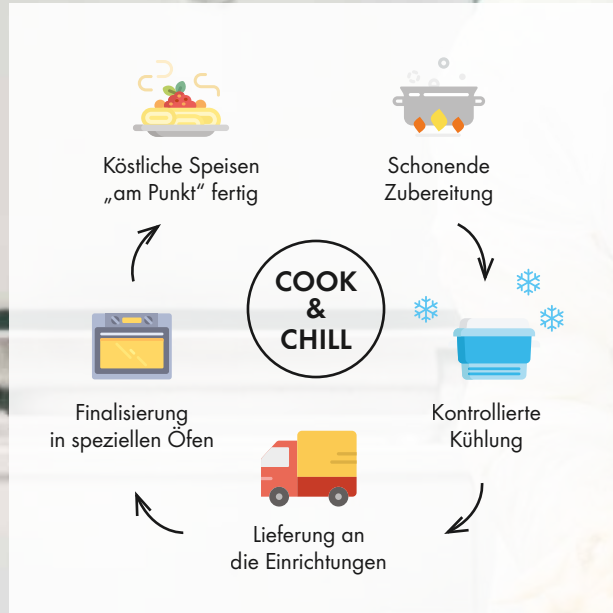 Köstliche Speisen
„am Punkt“ fertig
Schonende
Zubereitung
COOK
&
CHILL
Finalisierung
in speziellen Öfen
Kontrollierte
Kühlung
Lieferung an
die Einrichtungen